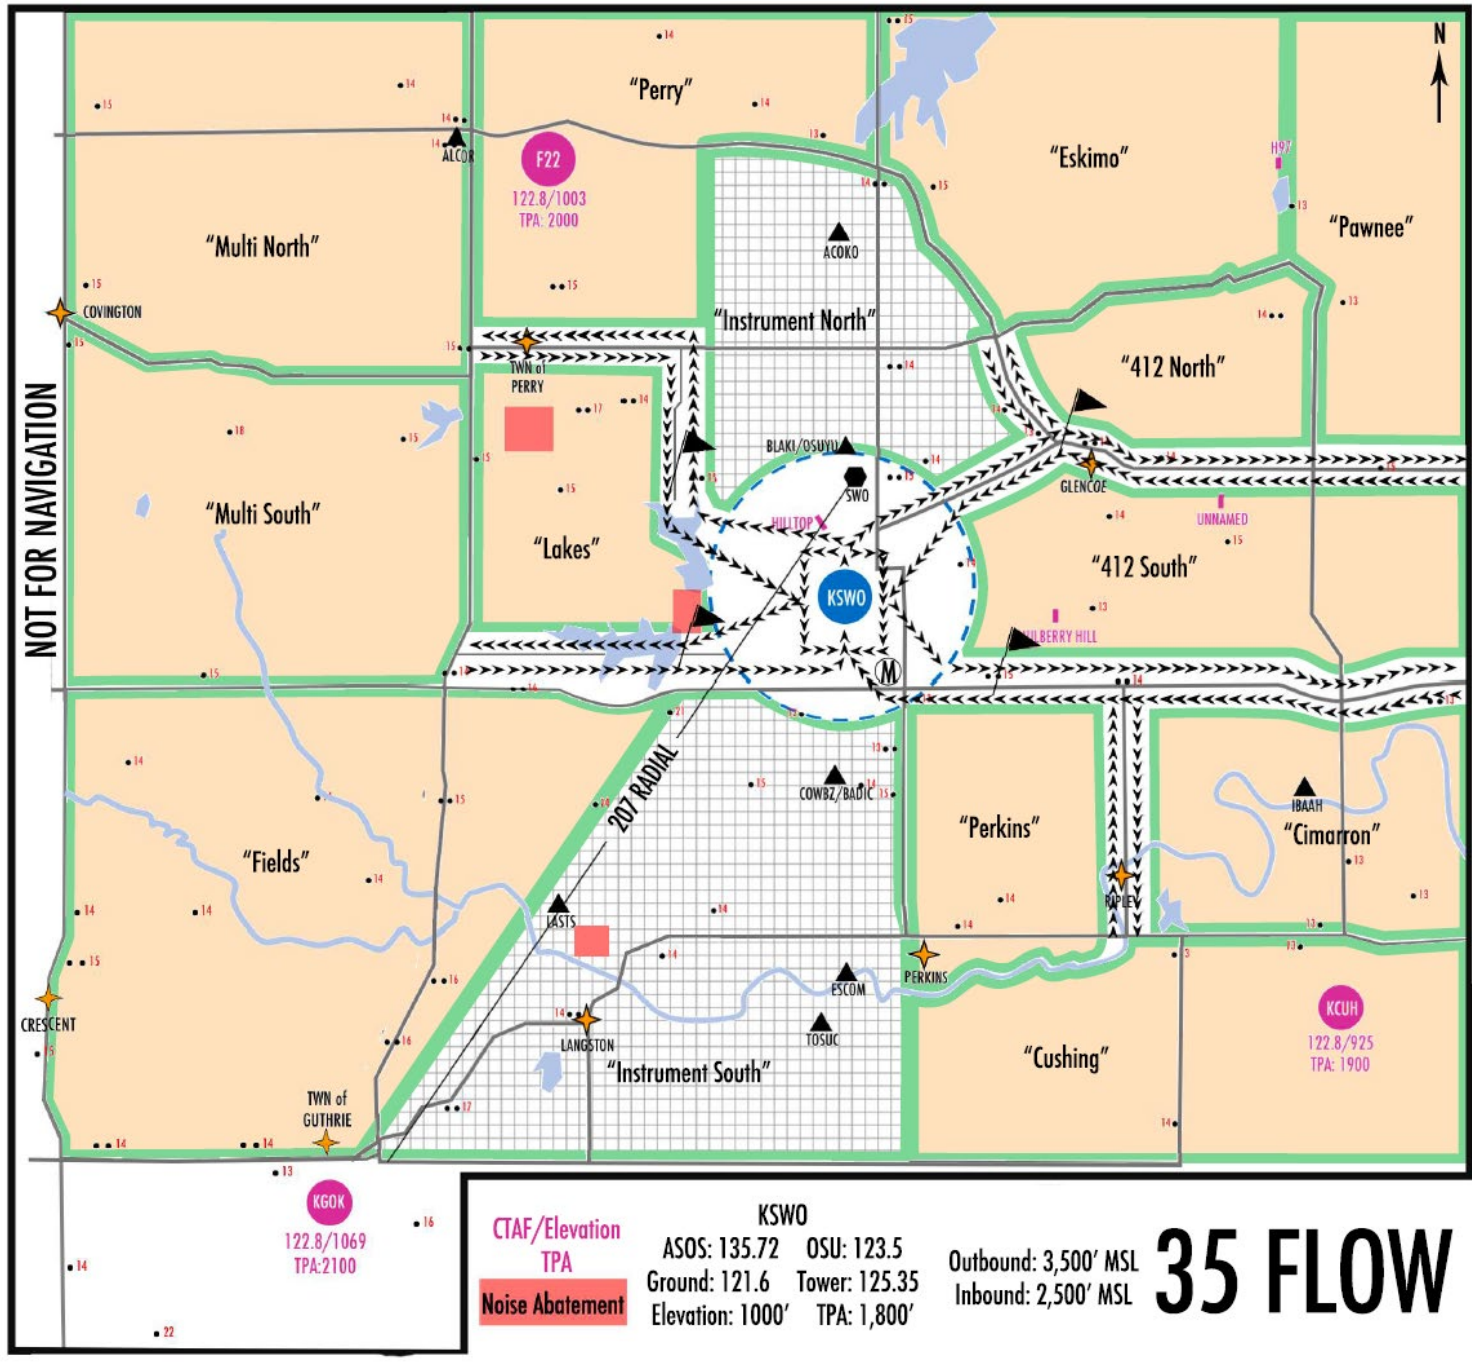 NOT FOR NAVIGATION
N
“Perry”
“Eskimo”
“Pawnee”
H97
ALCOR
F22
122.8/1003
TPA: 2000
“Multi North”
ACOKO
COVINGTON
“Instrument North”
TWN of
PERRY
“412 North”
BLAKI/OSUYU
SWO
GLENCOE
UNNAMED
HILLTOP
“Multi South”
“Lakes”
“412 South”
KSWO
M
207 RADIAL
COWBZ/BADIC
IBAAH
“Perkins”
“Cimarron”
“Fields”
RIPLEY
LASTS
PERKINS
ESCOM
CRESCENT
LANGSTON
TOSUC
“Instrument South”
“Cushing”
KCUH
122.8/925
TPA: 1900
TWN of
GUTHRIE
KGOK
122.8/1069
TPA:2100
CTAF/Elevation
TPA
Noise Abatement
KSWO
ASOS: 135.72 OSU: 123.5
Ground: 121.6 Tower: 125.35
Elevation: 1000’ TPA: 1,800’
Outbound: 3,500’ MSL
Inbound: 2,500’ MSL
35 FLOW